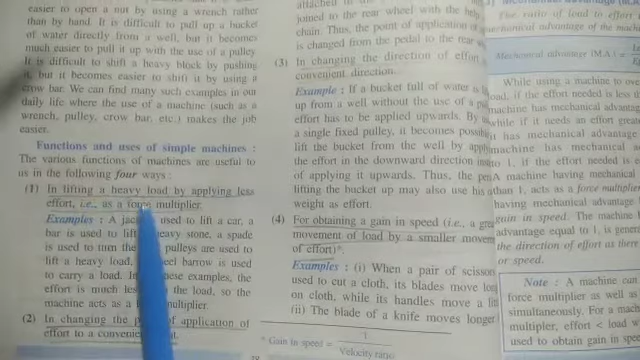 easier to open a nut by using a wrench rather
than by hand. It is difficult to pull up a bucket
of water directly from a well, but it becomes
much easier to pull it up with the use of a pulley
It is difficult to shift a heavy block by pushing
it, but it becomes easier to shift it by using a
crow bar. We can find many such examples in our
daily life where the use of a machine (such as a
wrench, pulley, crow bar, etc.) makes the job
easier.
Functions and uses of simple machines :
The various functions of machines are useful to
us in the following four ways :
(1) In lifting a heavy load by applying less
effort, i.e., as a force multiplier.
Examples : A used to lift a car, a
bar is used to lift heavy stone, a spade
is used to turn the pulleys are used to
lift a heavy load. barrow is used
to carry a load. In these examples, the
effort is much less the load, so the
machine acts as a multiplier.
(2) In changing the of application of
effort to a
joined to the rear wheel with the help
chain. Thus, the point of application of
is changed from the pedal to the rear
(3) In changing the direction of effort
convenient direction.
Example : If a bucket full of water is
up from a well without the use of a
effort has to be applied upwards. By
a single fixed pulley, it becomes
lift the bucket from the well by
the effort in the downward direction
of applying it upwards. Thus, the
lifting the bucket up may also use his
weight as effort.
(4) For obtaining a gain in speed (i.e., a
movement of load by a smaller movem
of effort)*.
Examples : (i) When a pair of scissor
used to cut a cloth, its blades move
on cloth, while its handles move a
(ii) The blade of a knife moves longer
* Gain in speed = 1
Velocity ratio
The ratio of load to effort
mechanical advantage of the
Mechanical advantage (M.A.) =
While using a machine to
load, if the effort needed is less
machine has mechanical advantage
while if it needs an effort
it has mechanical advantage
machine has mechanical
to 1, if the effort needed is
A machine having mechanical
than 1, acts as a force multiplier
having mechanical advantage
gain in speed. The machine
advantage equal to 1, is
the direction of effort as
or speed.
Note : A machine can
force multiplier as well as
simultaneously. For a
multiplier, effort < load
used to obtain gain in